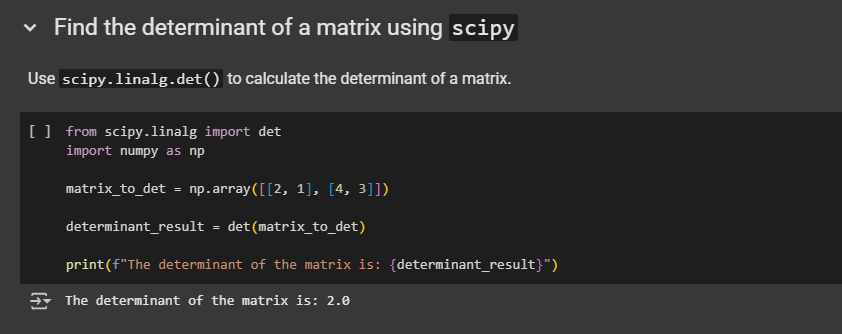 Find the determinant of a matrix using scipy
Use scipy.linalg.det() to calculate the determinant of a matrix.
[ ] from scipy.linalg import det
import numpy as np
matrix_to_det = np.array([[2, 1], [4, 3]])
determinant_result = det(matrix_to_det)
print(f"The determinant of the matrix is: {determinant_result}")
The determinant of the matrix is: 2.0